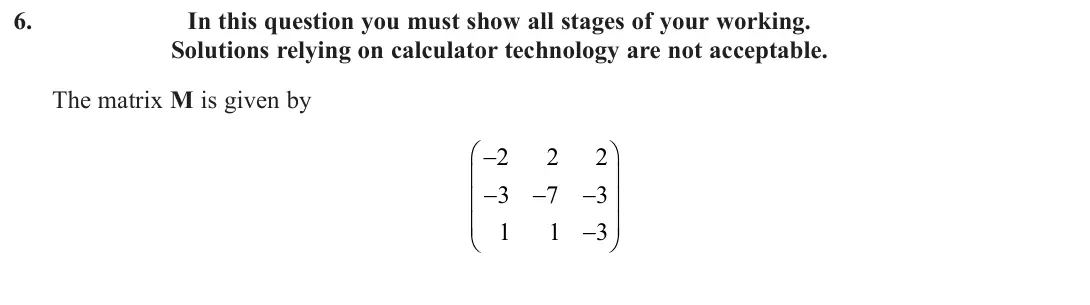 6. In this question you must show all stages of your working.
Solutions relying on calculator technology are not acceptable.
The matrix M is given by
−2 2 2
−3 −7 −3
1 1 −3